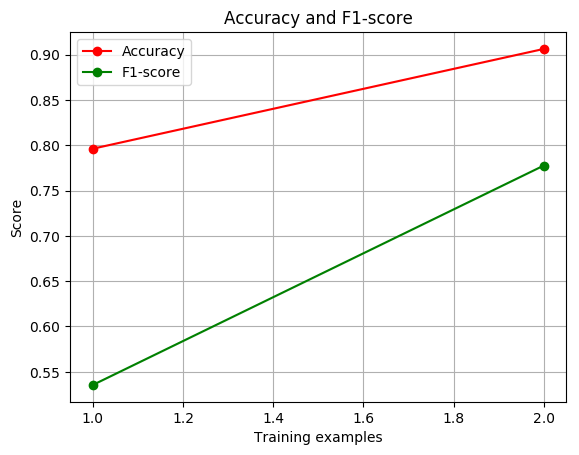 Accuracy and F1-score
Accuracy
F1-score
0.90
0.85
0.80
0.75
0.70
0.65
0.60
0.55
Score
1.0 1.2 1.4 1.6 1.8 2.0
Training examples